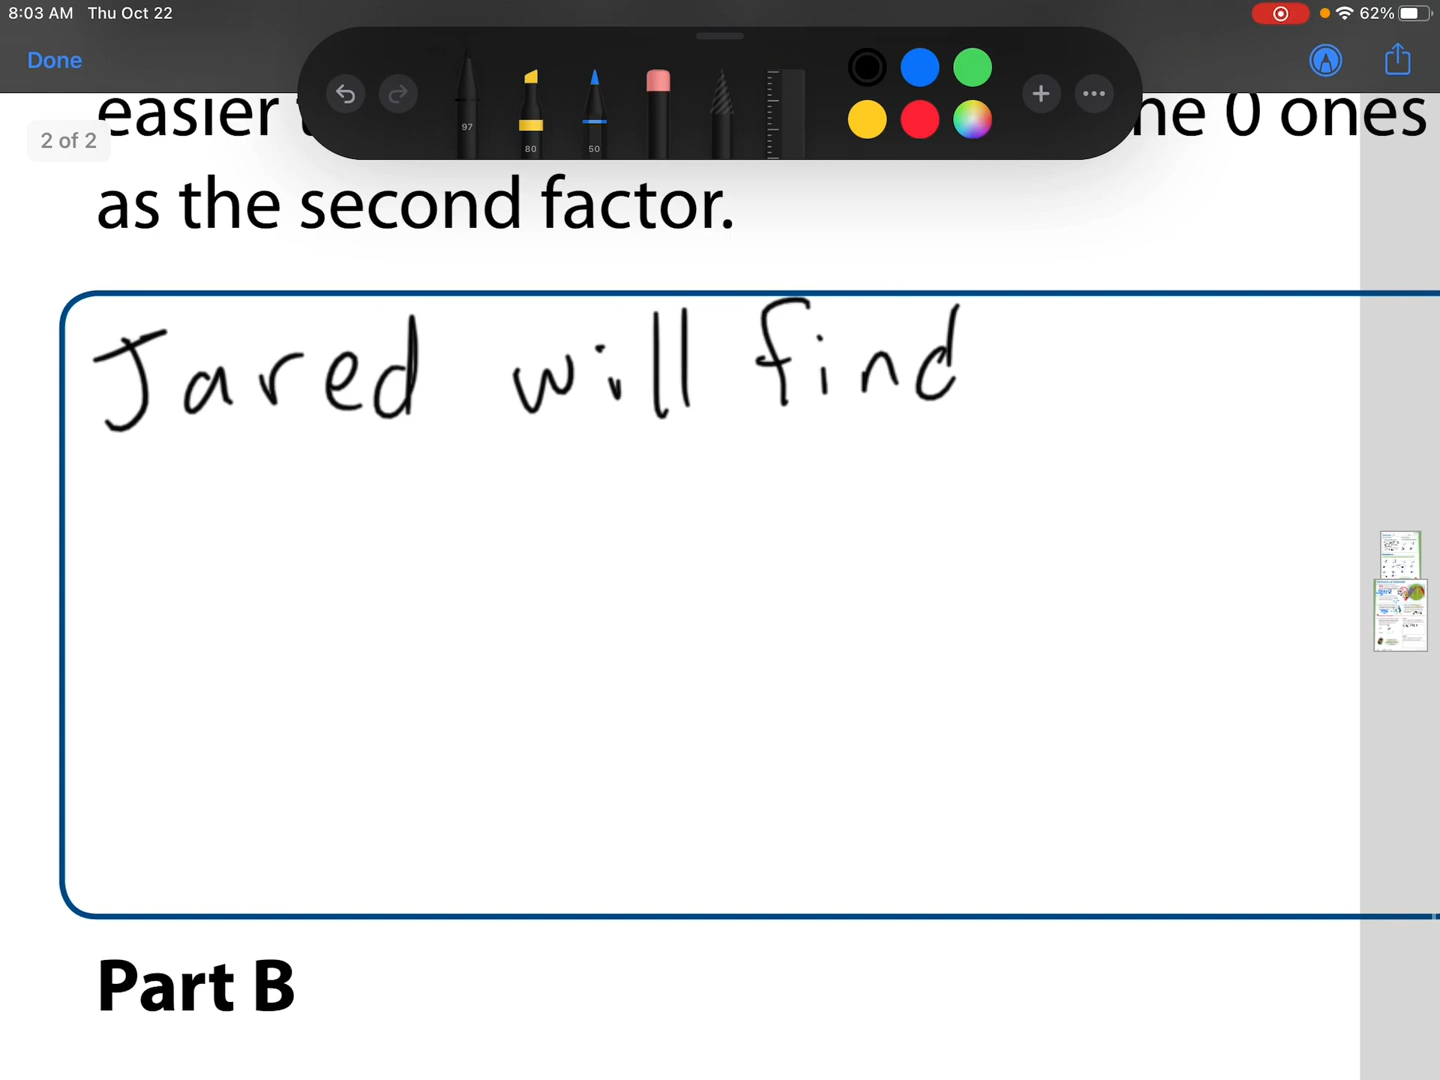 8:03 AM Thu Oct 22
62%
Done
97
80
50
2 of 2
easier
he 0 ones
as the second factor.
Jared will find
Part B